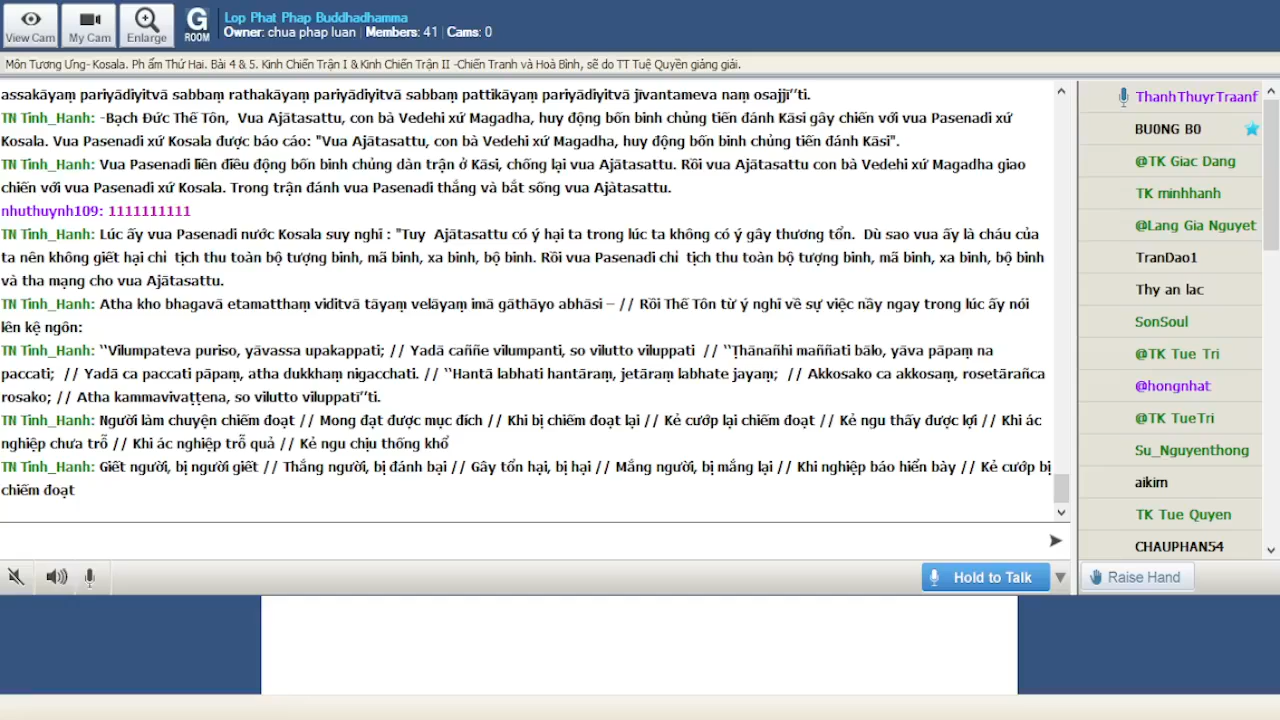 View Cam
My Cam
Enlarge
G
ROOM
Lop Phat Phap Buddhadhamma
Owner: chua phap luan | Members: 41 | Cams: 0
Môn Tương Ưng- Kosala. Ph ẩm Thứ Hai. Bài 4 & 5. Kinh Chiến Trận I & Kinh Chiến Trận II -Chiến Tranh và Hoà Bình, sẽ do TT Tuệ Quyền giảng giải.
assakāyaṃ pariyādiyitvā sabbaṃ rathakāyaṃ pariyādiyitvā sabbaṃ pattikāyaṃ pariyādiyitvā jīvantameva naṃ osajjī’’ti.
TN Tinh_Hanh: -Bạch Đức Thế Tôn, Vua Ajātasattu, con bà Vedehi xứ Magadha, huy động bốn binh chủng tiến đánh Kāsi gây chiến với vua Pasenadi xứ
Kosala. Vua Pasenadi xứ Kosala được báo cáo: "Vua Ajātasattu, con bà Vedehi xứ Magadha, huy động bốn binh chủng tiến đánh Kāsi".
TN Tinh_Hanh: Vua Pasenadi liền điều động bốn binh chủng dàn trận ở Kāsi, chống lại vua Ajātasattu. Rồi vua Ajātasattu con bà Vedehi xứ Magadha giao
chiến với vua Pasenadi xứ Kosala. Trong trận đánh vua Pasenadi thắng và bắt sống vua Ajàtasattu.
nhuthuynh109: 1111111111
TN Tinh_Hanh: Lúc ấy vua Pasenadi nước Kosala suy nghĩ : "Tuy Ajātasattu có ý hại ta trong lúc ta không có ý gây thương tổn. Dù sao vua ấy là cháu của
ta nên không giết hại chỉ tịch thu toàn bộ tượng binh, mã binh, xa binh, bộ binh. Rồi vua Pasenadi chỉ tịch thu toàn bộ tượng binh, mã binh, xa binh, bộ binh
và tha mạng cho vua Ajātasattu.
TN Tinh_Hanh: Atha kho bhagavā etamatthaṃ viditvā tāyaṃ velāyaṃ imā gāthāyo abhāsi – // Rồi Thế Tôn từ ý nghĩ về sự việc nầy ngay trong lúc ấy nói
lên kệ ngôn:
TN Tinh_Hanh: ‘‘Vilumpateva puriso, yāvassa upakappati; // Yadā caññe vilumpanti, so vilutto viluppati // ‘‘Ṭhānañhi maññati bālo, yāva pāpaṃ na
paccati; // Yadā ca paccati pāpaṃ, atha dukkhaṃ nigacchati. // ‘‘Hantā labhati hantāraṃ, jetāraṃ labhate jayaṃ; // Akkosako ca akkosaṃ, rosetārañca
rosako; // Atha kammavivaṭṭena, so vilutto viluppatī’’ti.
TN Tinh_Hanh: Người làm chuyện chiếm đoạt // Mong đạt được mục đích // Khi bị chiếm đoạt lại // Kẻ cướp lại chiếm đoạt // Kẻ ngu thấy được lợi // Khi ác
nghiệp chưa trổ // Khi ác nghiệp trổ quả // Kẻ ngu chịu thống khổ
TN Tinh_Hanh: Giết người, bị người giết // Thắng người, bị đánh bại // Gây tổn hại, bị hại // Mắng người, bị mắng lại // Khi nghiệp báo hiển bày // Kẻ cướp bị
chiếm đoạt
Hold to Talk
ThanhThuyrTraanf
BU0NG B0
@TK Giac Dang
TK minhhanh
@Lang Gia Nguyet
TranDao1
Thy an lac
SonSoul
@TK Tue Tri
@hongnhat
@TK TueTri
Su_Nguyenthong
aikim
TK Tue Quyen
CHAUPHAN54
Raise Hand